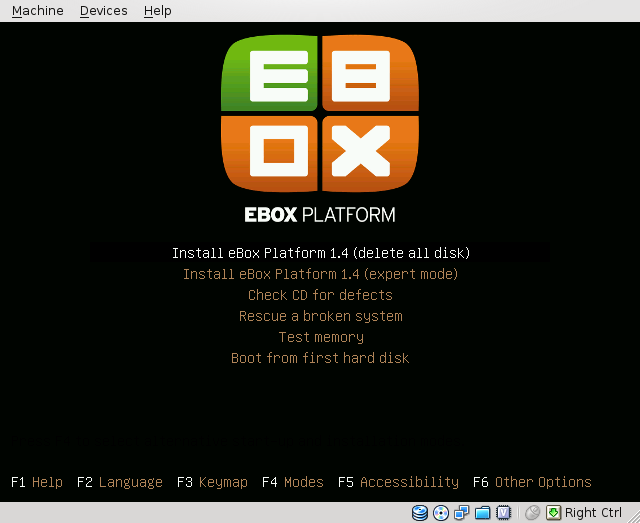 Machine Devices Help
E B
O X
EBOX PLATFORM
Install eBox Platform 1.4 (delete all disk)
Install eBox Platform 1.4 (expert mode)
Check CD for defects
Rescue a broken system
Test memory
Boot from first hard disk
F1 Help F2 Language F3 Keymap F4 Modes F5 Accessibility F6 Other Options
Right Ctrl